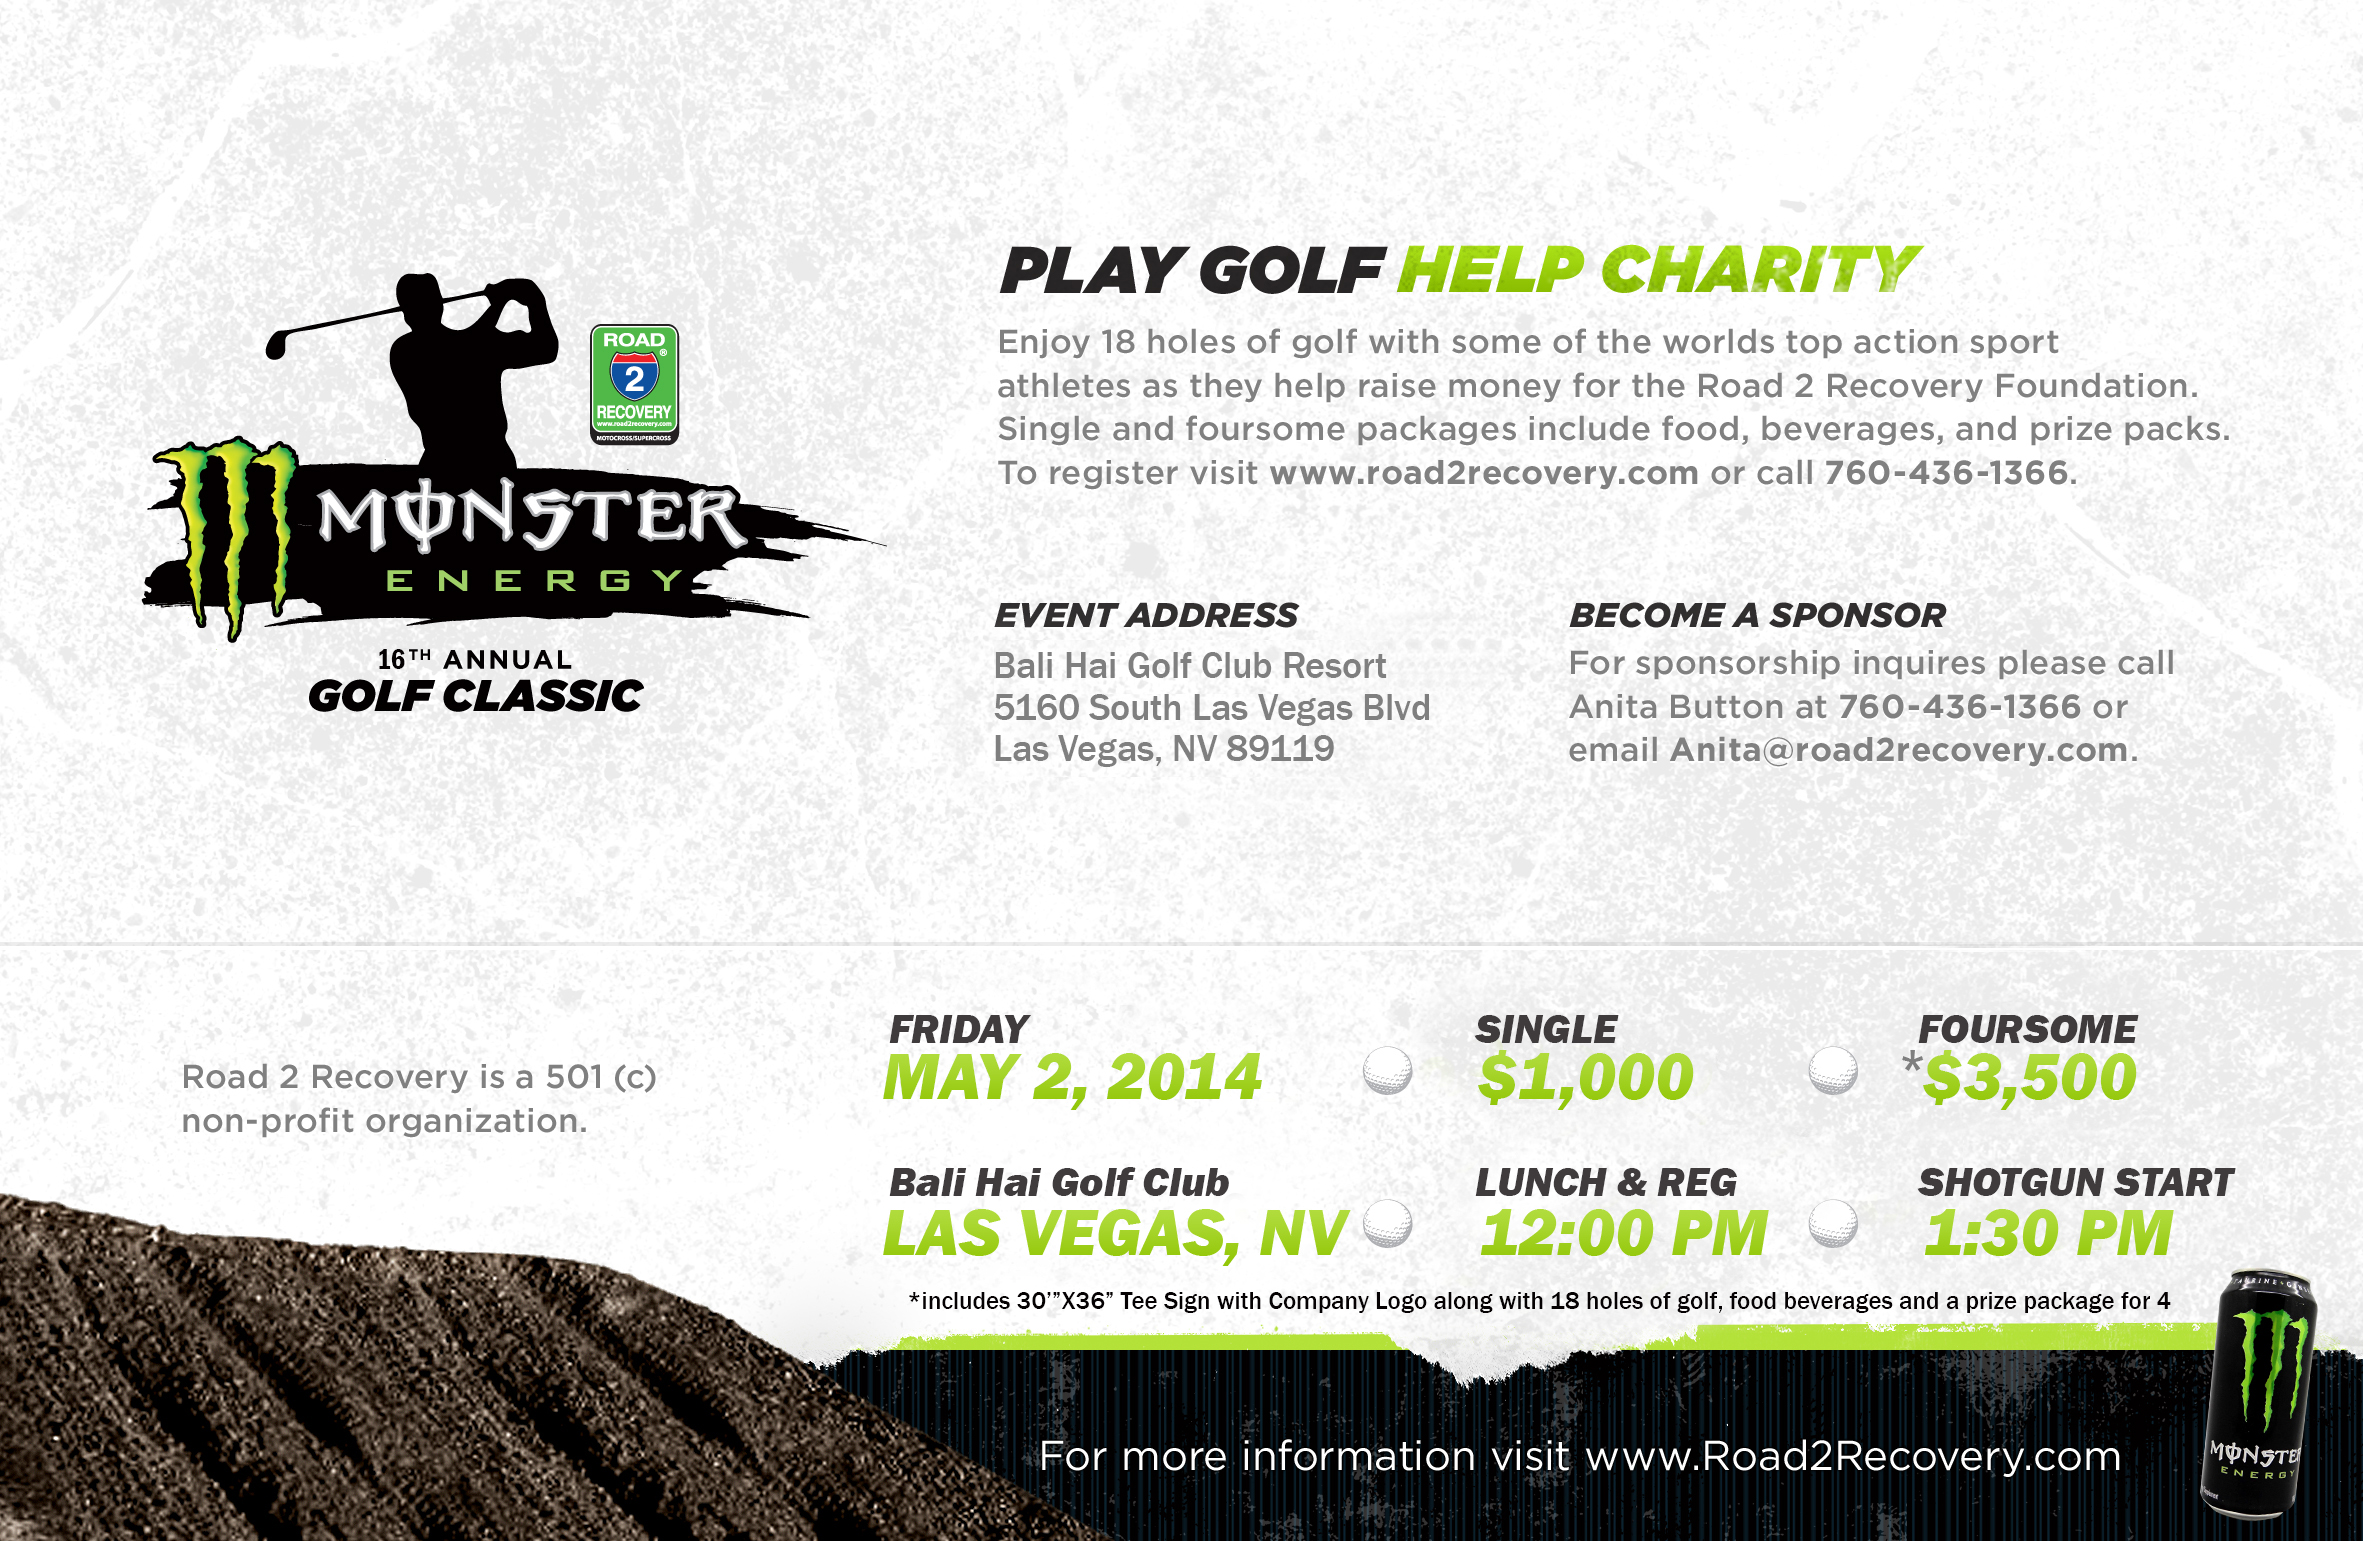 PLAY GOLF HELP CHARITY
Enjoy 18 holes of golf with some of the worlds top action sport
athletes as they help raise money for the Road 2 Recovery Foundation.
Single and foursome packages include food, beverages, and prize packs.
To register visit www.road2recovery.com or call 760-436-1366.
ROAD
®
2
RECOVERY
www.road2recovery.com
MOTOCROSS/SUPERCROSS
MONSTER
ENERGY
16TH ANNUAL
GOLF CLASSIC
EVENT ADDRESS
Bali Hai Golf Club Resort
5160 South Las Vegas Blvd
Las Vegas, NV 89119
BECOME A SPONSOR
For sponsorship inquires please call
Anita Button at 760-436-1366 or
email Anita@road2recovery.com.
Road 2 Recovery is a 501 (c)
non-profit organization.
FRIDAY
MAY 2, 2014
SINGLE
$1,000
FOURSOME
*$3,500
Bali Hai Golf Club
LAS VEGAS, NV
LUNCH & REG
12:00 PM
SHOTGUN START
1:30 PM
*includes 30'”X36” Tee Sign with Company Logo along with 18 holes of golf, food beverages and a prize package for 4
For more information visit www.Road2Recovery.com
MONSTER
ENERGY